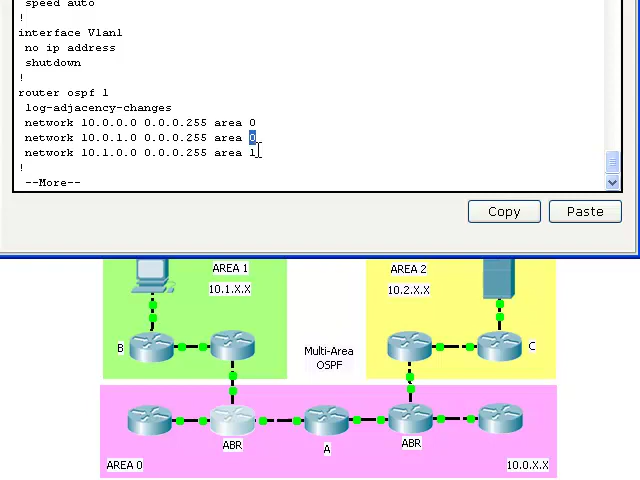 speed auto
!
interface Vlan1
no ip address
shutdown
!
router ospf 1
log-adjacency-changes
network 10.0.0.0 0.0.0.255 area 0
network 10.0.1.0 0.0.0.255 area 0
network 10.1.0.0 0.0.0.255 area 1
!
--More--
Copy Paste
AREA 1
10.1.X.X
AREA 2
10.2.X.X
B
Multi-Area
OSPF
C
ABR
A
ABR
AREA 0
10.0.X.X